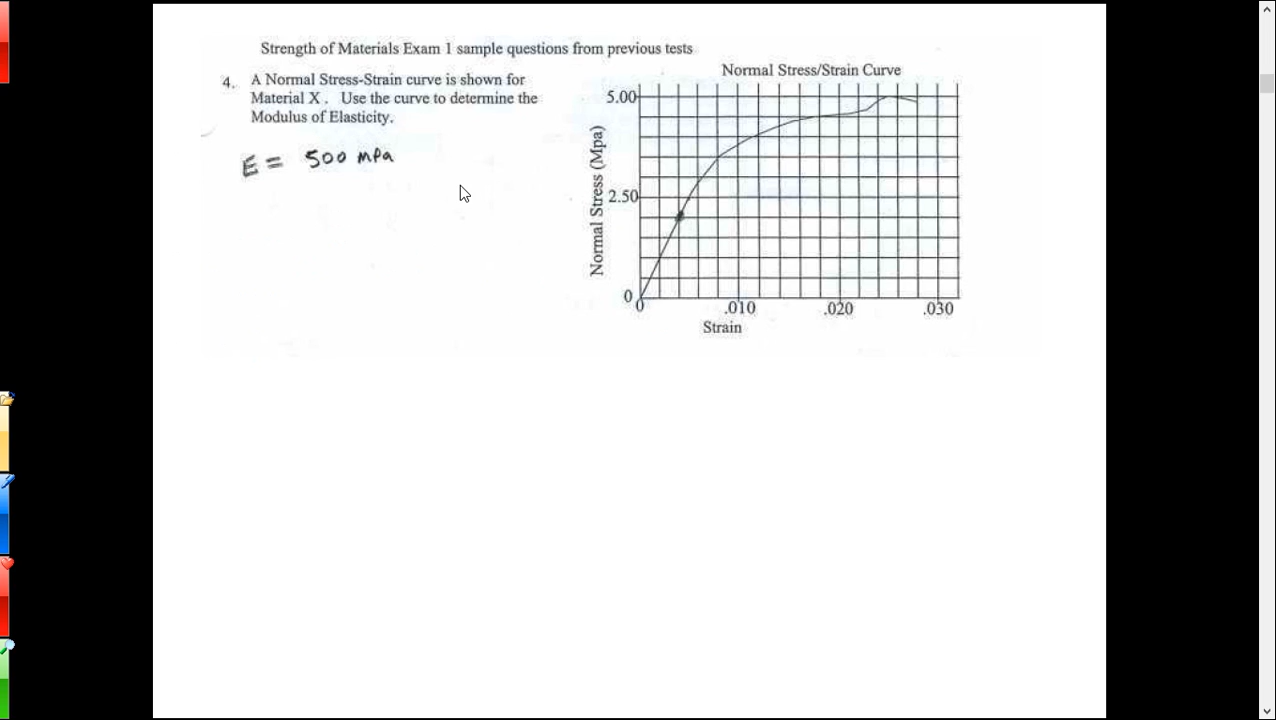 Strength of Materials Exam 1 sample questions from previous tests
4. A Normal Stress-Strain curve is shown for
Material X . Use the curve to determine the
Modulus of Elasticity.
E = 500 mPa
Normal Stress/Strain Curve
5.00
2.50
0
Normal Stress (Mpa)
0 .010 .020 .030
Strain